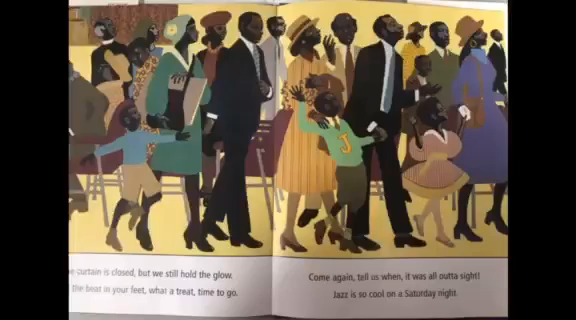 J
e curtain is closed, but we still hold the glow.
the beat in your feet, what a treat, time to go.
Come again, tell us when, it was all outta sight!
Jazz is so cool on a Saturday night.